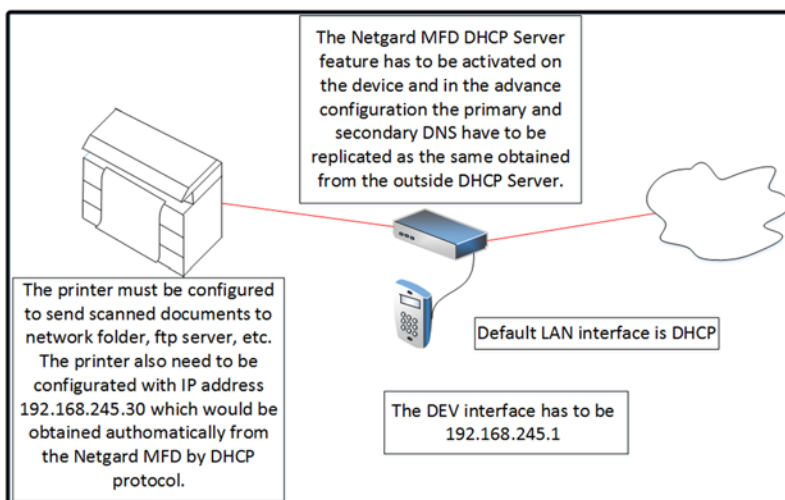 The Netgard MFD DHCP Server
feature has to be activated on
the device and in the advance
configuration the primary and
secondary DNS have to be
replicated as the same obtained
from the outside DHCP Server.
The printer must be configured
to send scanned documents to
network folder, ftp server, etc.
The printer also need to be
configurated with IP address
192.168.245.30 which would be
obtained authomatically from
the Netgard MFD by DHCP
protocol.
Default LAN interface is DHCP
The DEV interface has to be
192.168.245.1